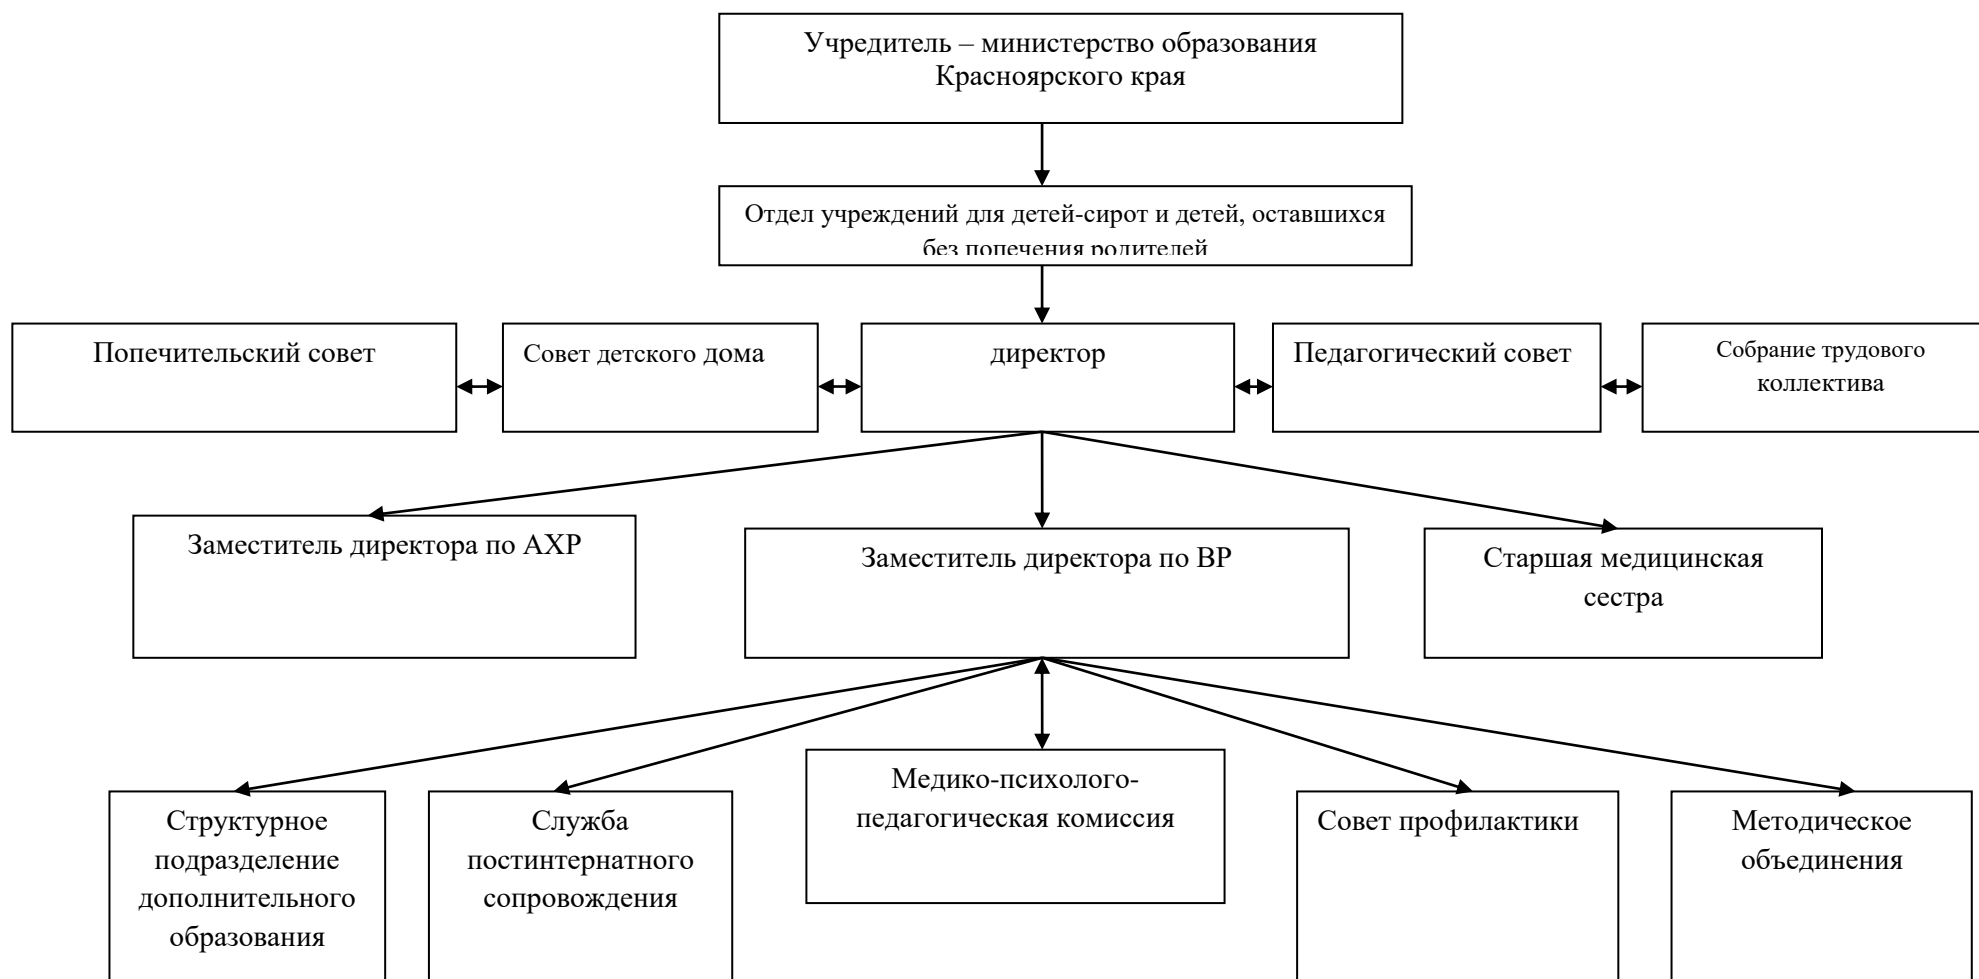 Учредитель – министерство образования
Красноярского края
Отдел учреждений для детей-сирот и детей, оставшихся
без попечения родителей
Попечительский совет
Совет детского дома
директор
Педагогический совет
Собрание трудового
коллектива
Заместитель директора по АХР
Заместитель директора по ВР
Старшая медицинская
сестра
Структурное
подразделение
дополнительного
образования
Служба
постинтернатного
сопровождения
Медико-психолого-
педагогическая комиссия
Совет профилактики
Методическое
объединения